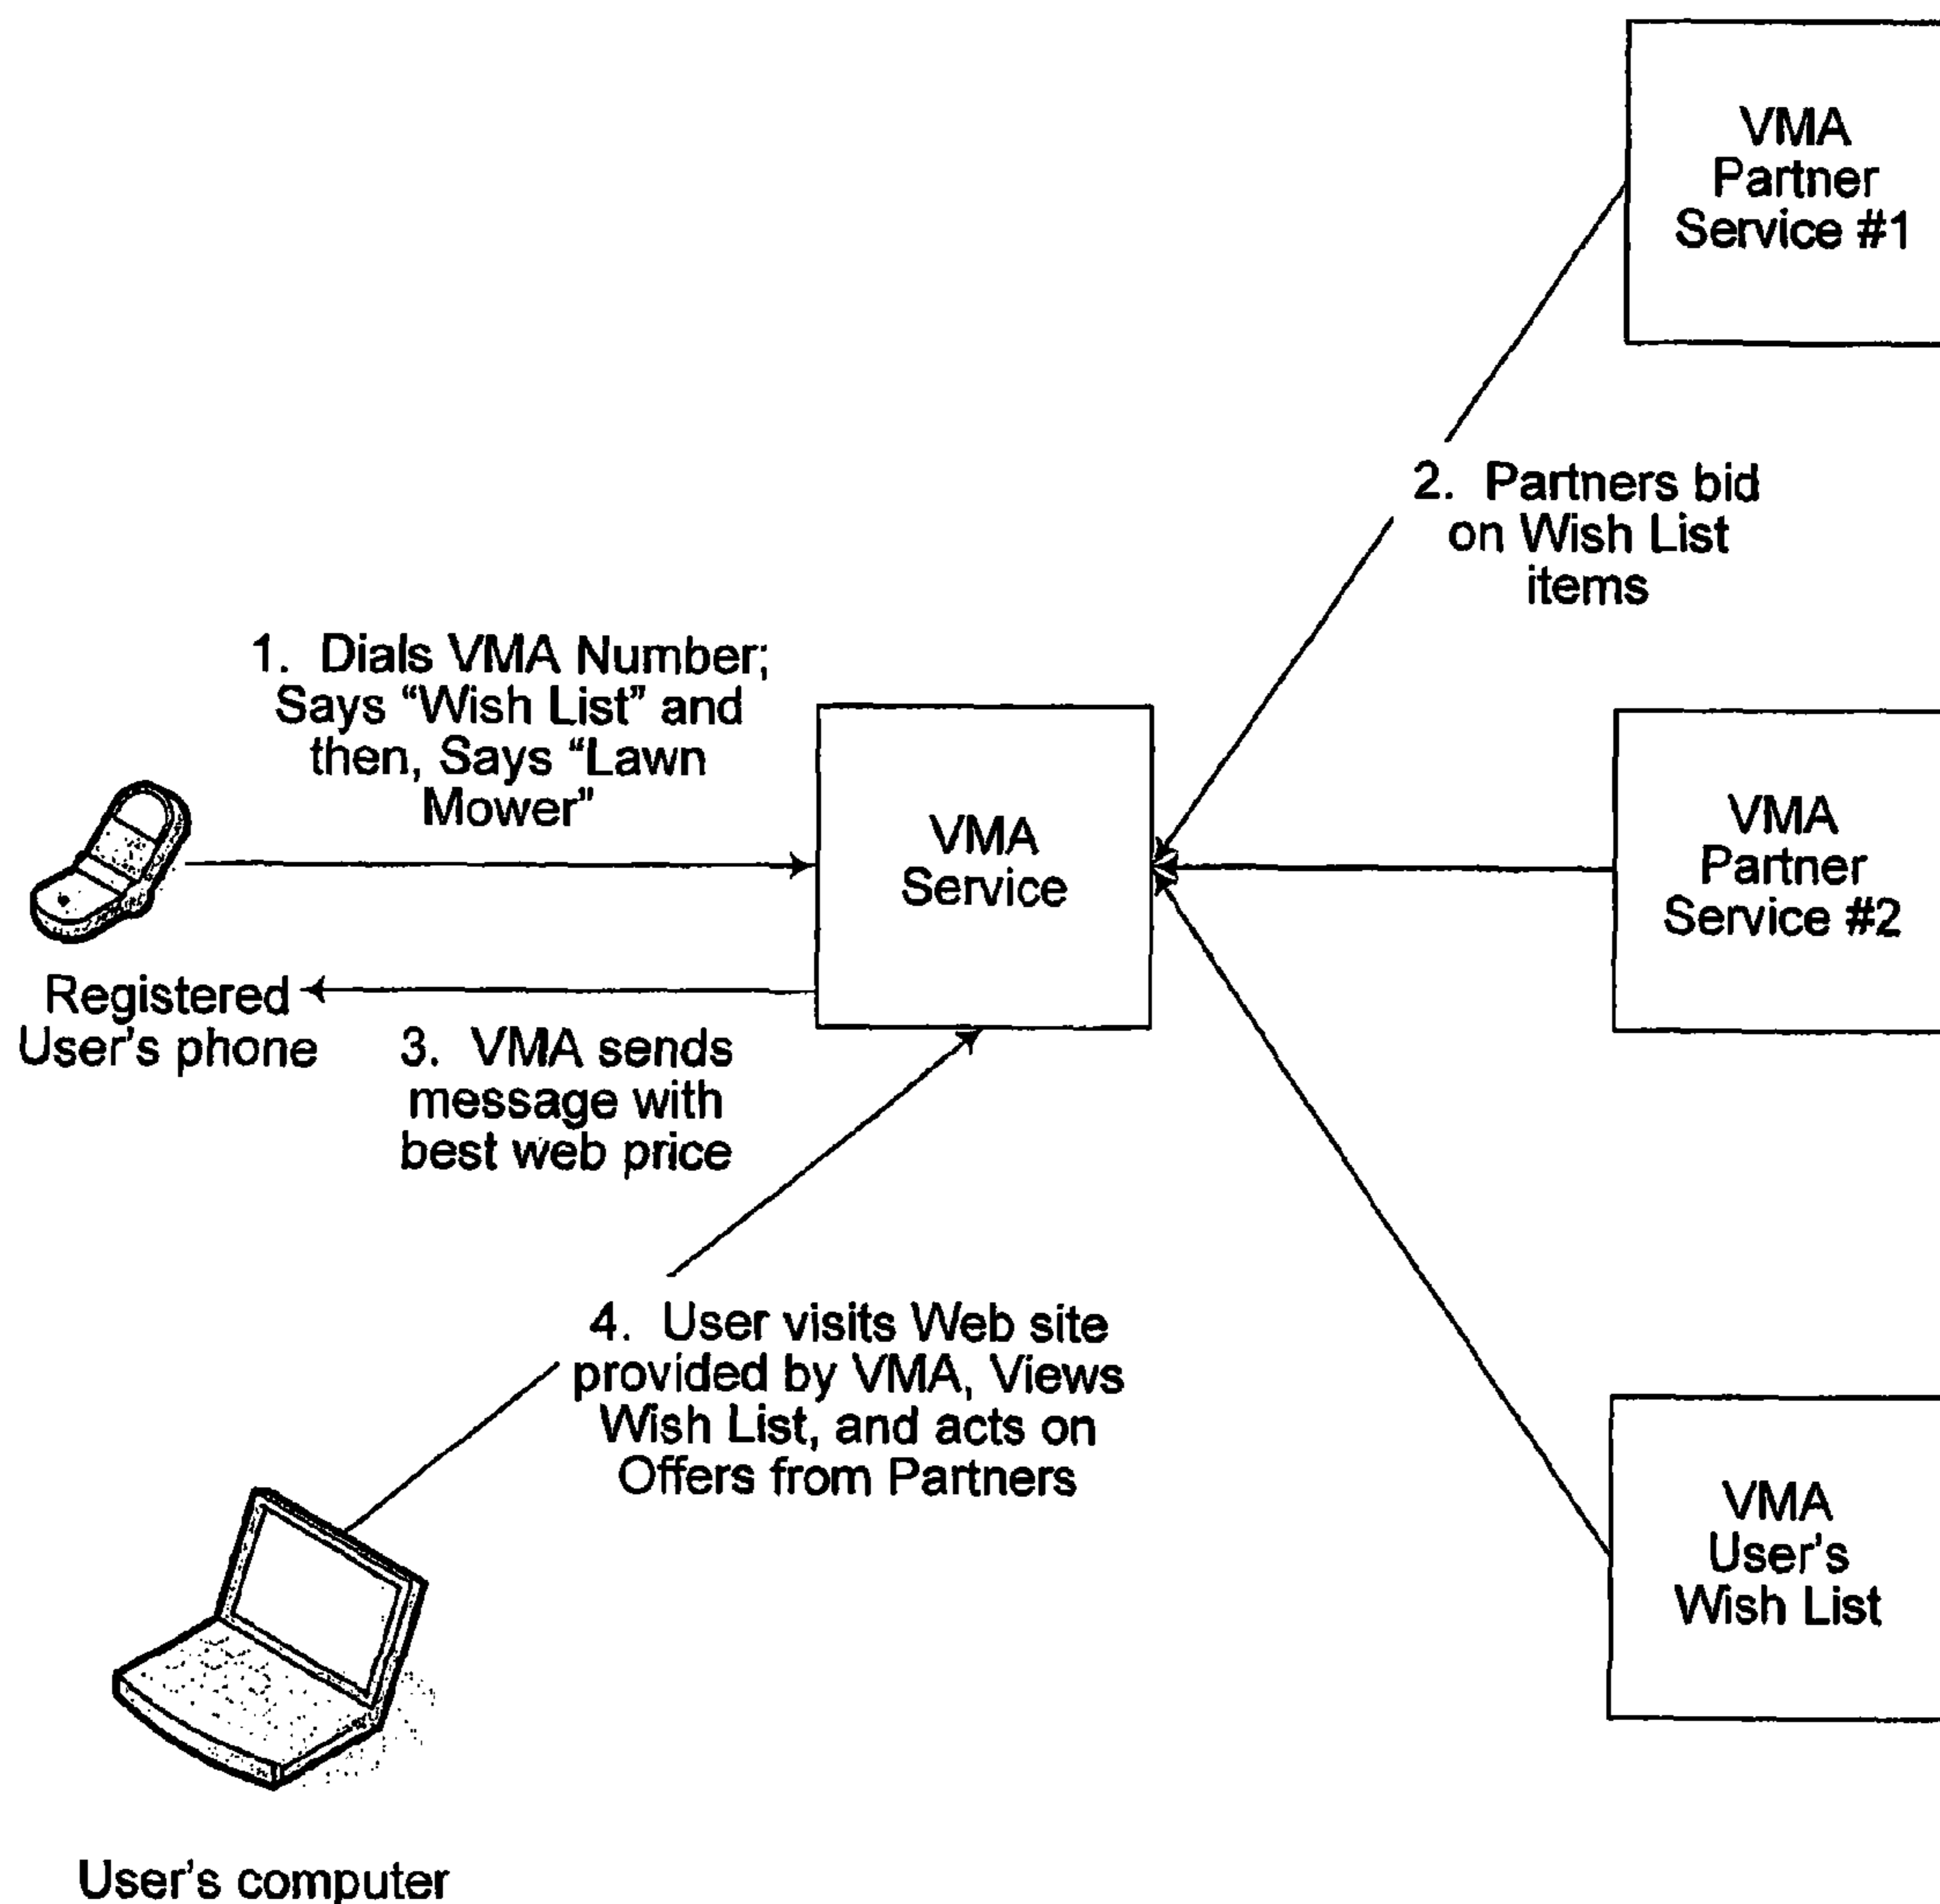 VMA
Partner
Service #1
2. Partners bid
on Wish List
items
1. Dials VMA Number;
Says “Wish List” and
then, Says “Lawn
Mower”
VMA
Service
VMA
Partner
Service #2
Registered
User's phone
3. VMA sends
message with
best web price
4. User visits Web site
provided by VMA, Views
Wish List, and acts on
Offers from Partners
VMA
User's
Wish List
User's computer